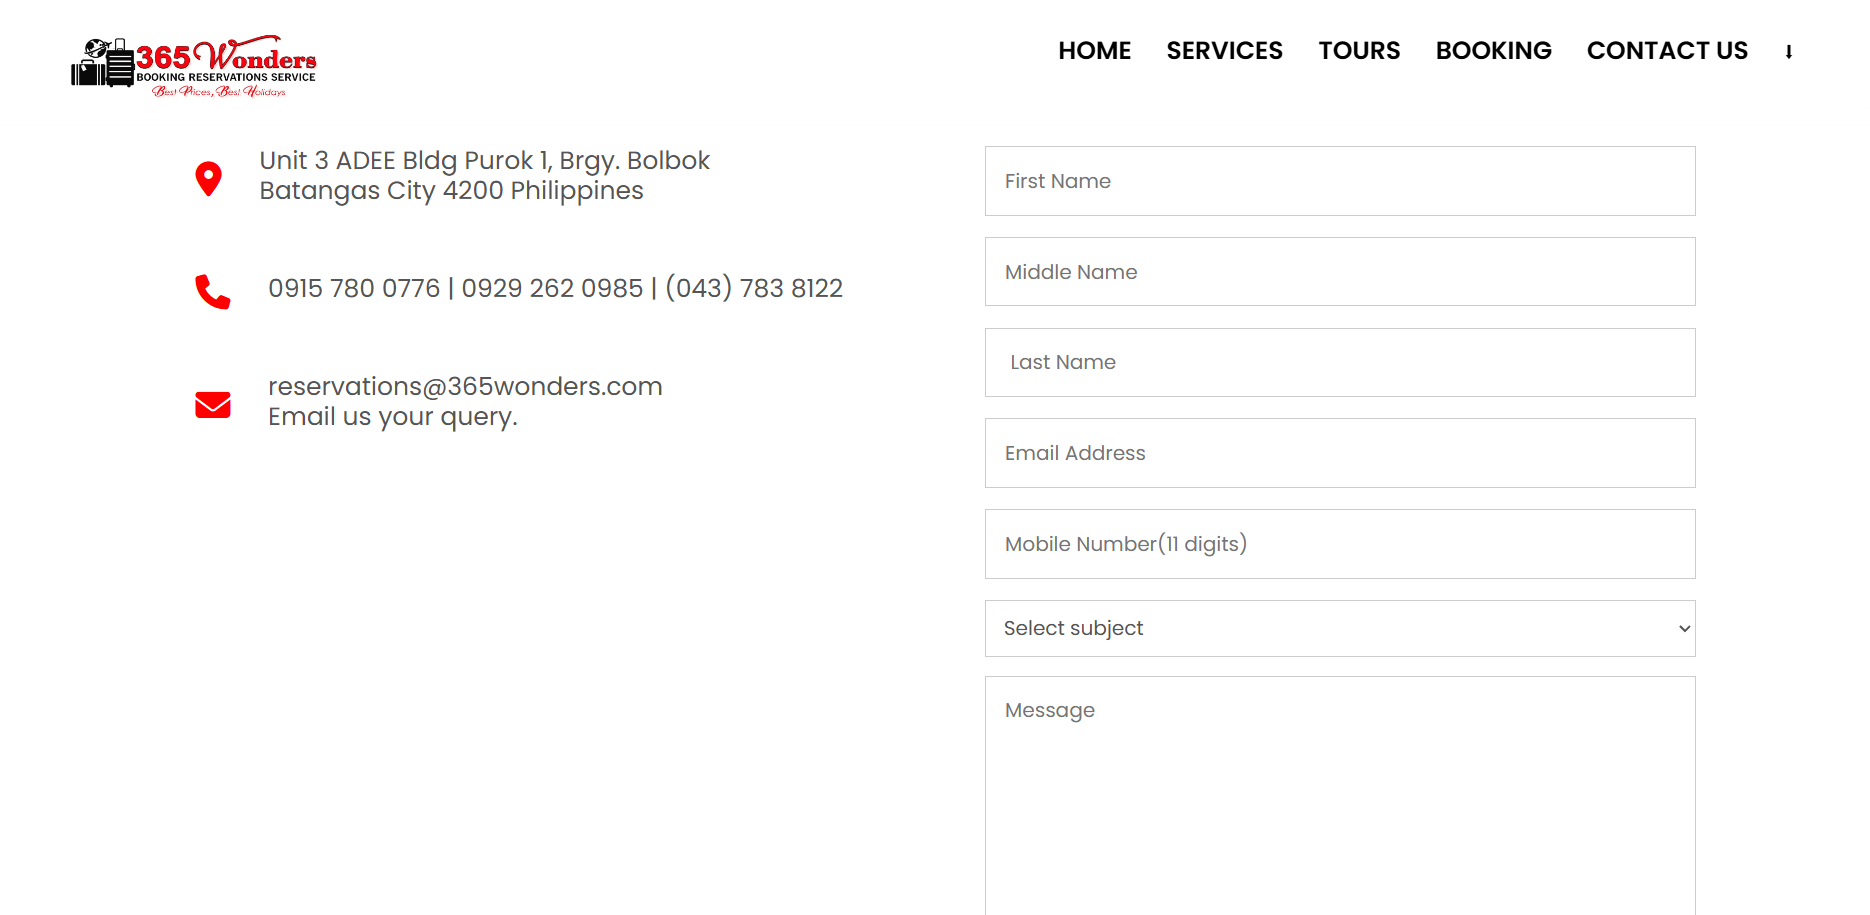 365 Wonders
BOOKING RESERVATIONS SERVICE
Best Prices, Best Holidays
HOME SERVICES TOURS BOOKING CONTACT US
Unit 3 ADEE Bldg Purok 1, Brgy. Bolbok
Batangas City 4200 Philippines
0915 780 0776 | 0929 262 0985 | (043) 783 8122
reservations@365wonders.com
Email us your query.
First Name
Middle Name
Last Name
Email Address
Mobile Number(11 digits)
Select subject
Message